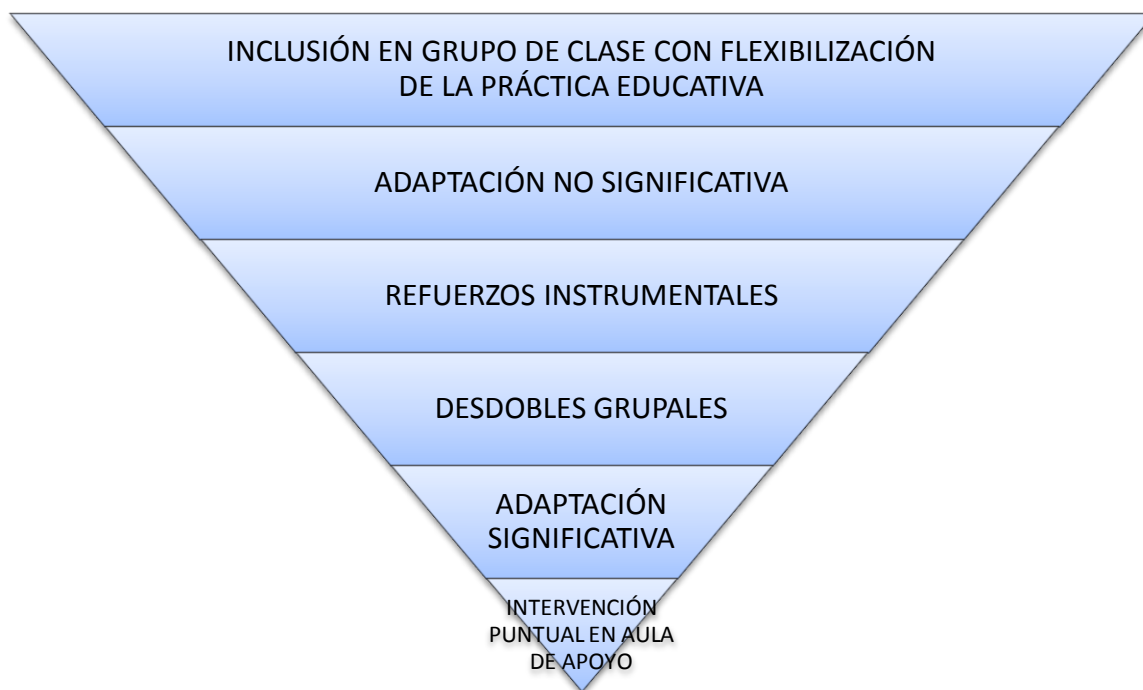 INCLUSIÓN EN GRUPO DE CLASE CON FLEXIBILIZACIÓN
DE LA PRÁCTICA EDUCATIVA
ADAPTACIÓN NO SIGNIFICATIVA
REFUERZOS INSTRUMENTALES
DESDOBLES GRUPALES
ADAPTACIÓN
SIGNIFICATIVA
INTERVENCIÓN
PUNTUAL EN AULA
DE APOYO